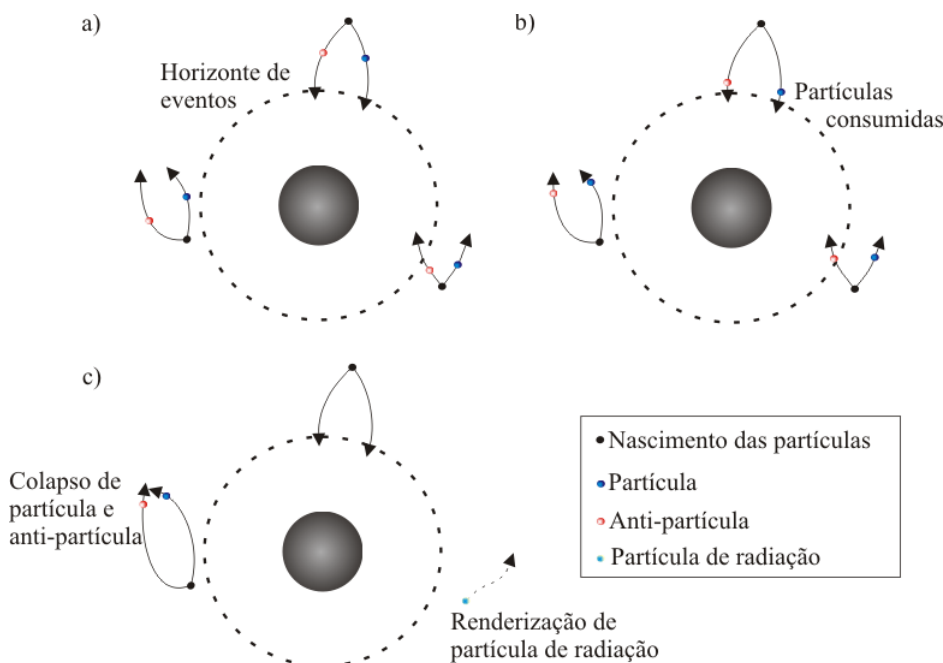 a)
Horizonte de
eventos
b)
Partículas
consumidas
c)
Colapso de
partícula e
anti-partícula
Renderização de
partícula de radiação
Nascimento das partículas
Partícula
Anti-partícula
Partícula de radiação